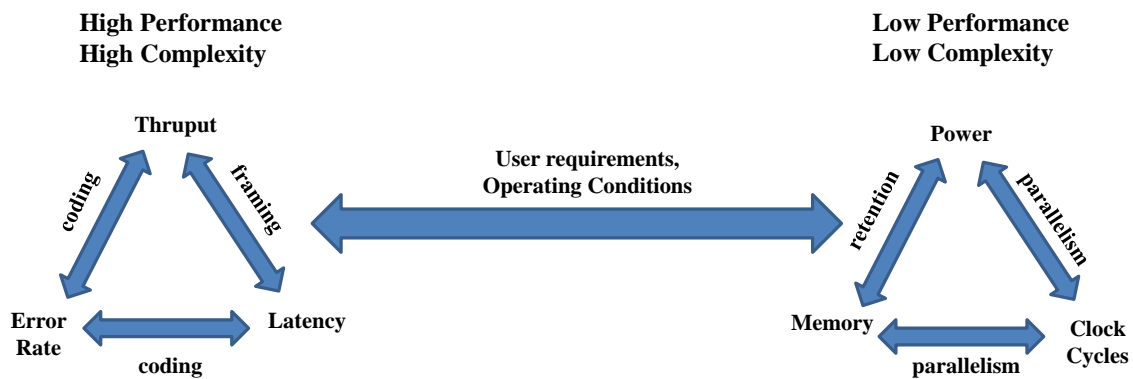 High Performance
High Complexity
Low Performance
Low Complexity
Thruput
coding
framing
Error
Rate
Latency
coding
User requirements,
Operating Conditions
Power
retention
parallelism
Memory
Clock
Cycles
parallelism